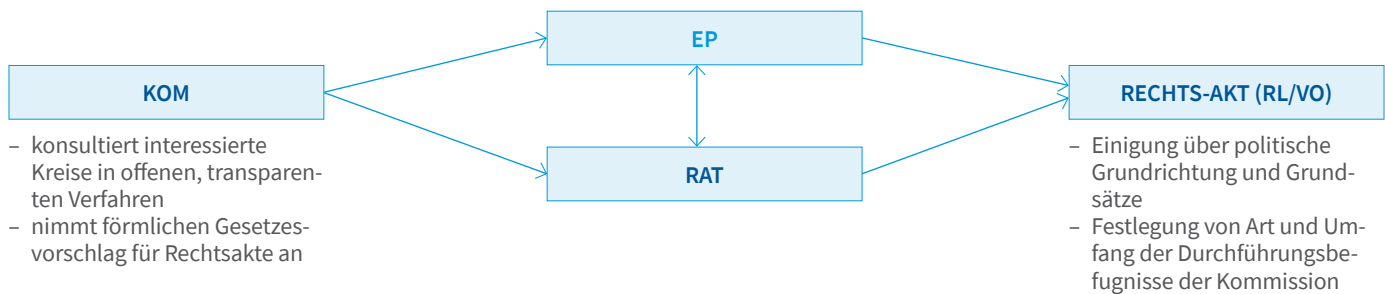 EP
KOM
RECHTS-AKT (RL/VO)
RAT
– konsultiert interessierte
Kreise in offenen, transparen-
ten Verfahren
– nimmt förmlichen Gesetzes-
vorschlag für Rechtsakte an
– Einigung über politische
Grundrichtung und Grund-
sätze
– Festlegung von Art und Um-
fang der Durchführungsbe-
fugnisse der Kommission